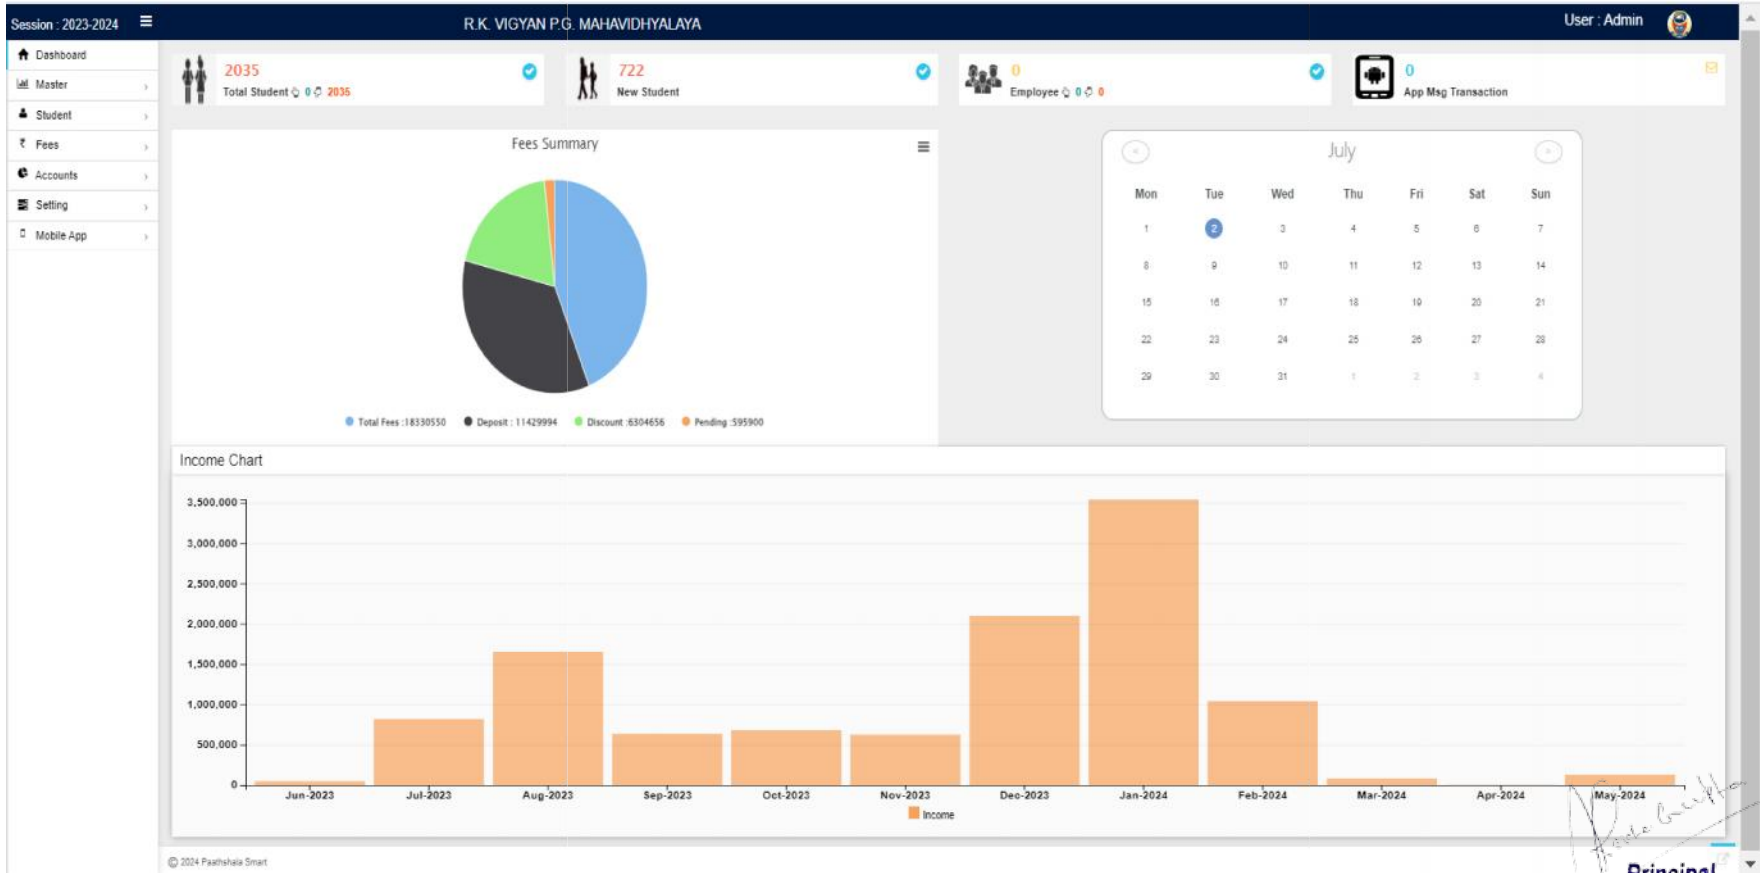 Session : 2023-2024
R.K. VIGYAN P.G. MAHAVIDHYALAYA
User : Admin
Dashboard
Master
Student
Fees
Accounts
Setting
Mobile App
2035
Total Student 0 2035
722
New Student
0
Employee 0 0
0
App Msg Transaction
Fees Summary
Total Fees :18330550 Deposit : 11429994 Discount :6304656 Pending :595900
July
Mon Tue Wed Thu Fri Sat Sun
1 2 3 4 5 6 7
8 9 10 11 12 13 14
15 16 17 18 19 20 21
22 23 24 25 26 27 28
29 30 31 1 2 3 4
Income Chart
3,500,000
3,000,000
2,500,000
2,000,000
1,500,000
1,000,000
500,000
0
Jun-2023 Jul-2023 Aug-2023 Sep-2023 Oct-2023 Nov-2023 Dec-2023 Jan-2024 Feb-2024 Mar-2024 Apr-2024 May-2024
Income
© 2024 Paathshala Smart
Principal